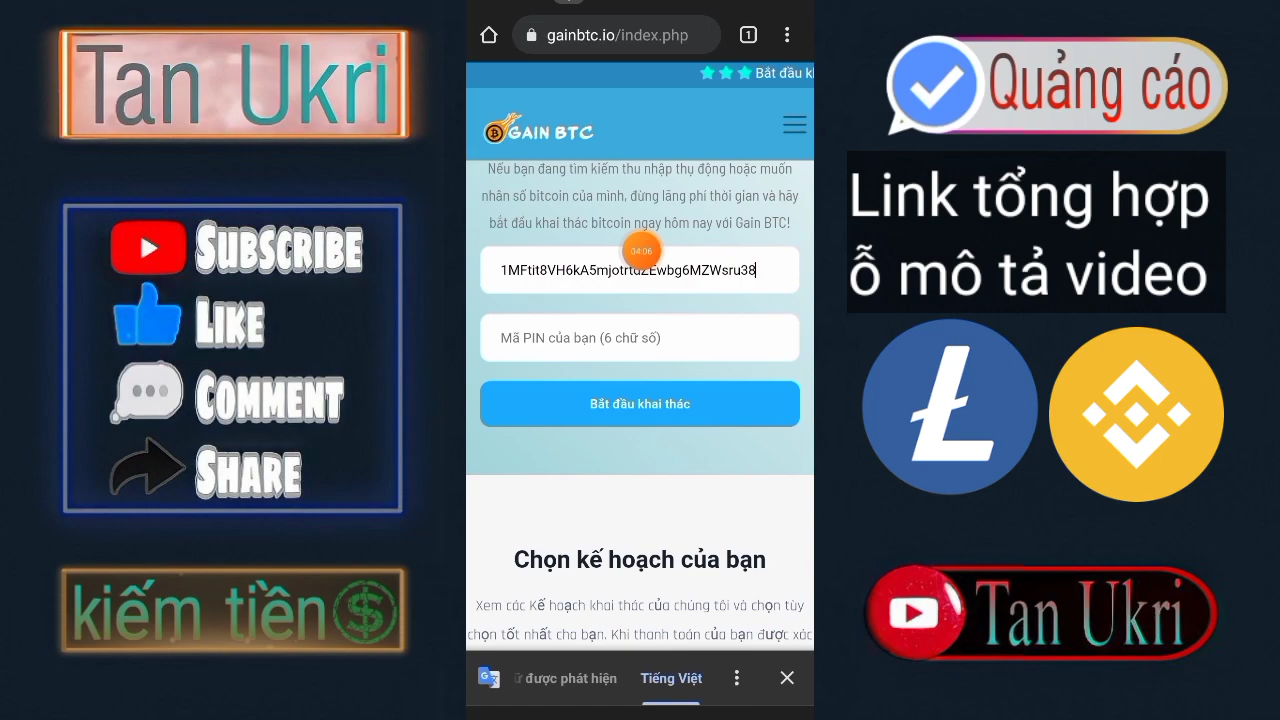 Tan Ukri
SUBSCRIBE
LIKE
COMMENT
SHARE
kiếm tiền
gainbtc.io/index.php
1
Bắt đầu kl
GAIN BTC
Nếu bạn đang tìm kiếm thu nhập thụ động hoặc muốn
nhân số bitcoin của mình, đừng lãng phí thời gian và hãy
bắt đầu khai thác bitcoin ngay hôm nay với Gain BTC!
04:06
Mã PIN của bạn (6 chữ số)
Bắt đầu khai thác
Chọn kế hoạch của bạn
Xem các Kế hoạch khai thác của chúng tôi và chọn tùy
chọn tốt nhất cho bạn. Khi thanh toán của bạn được xác
được phát hiện
Tiếng Việt
Quảng cáo
Link tổng hợp
ỗ mô tả video
Tan Ukri